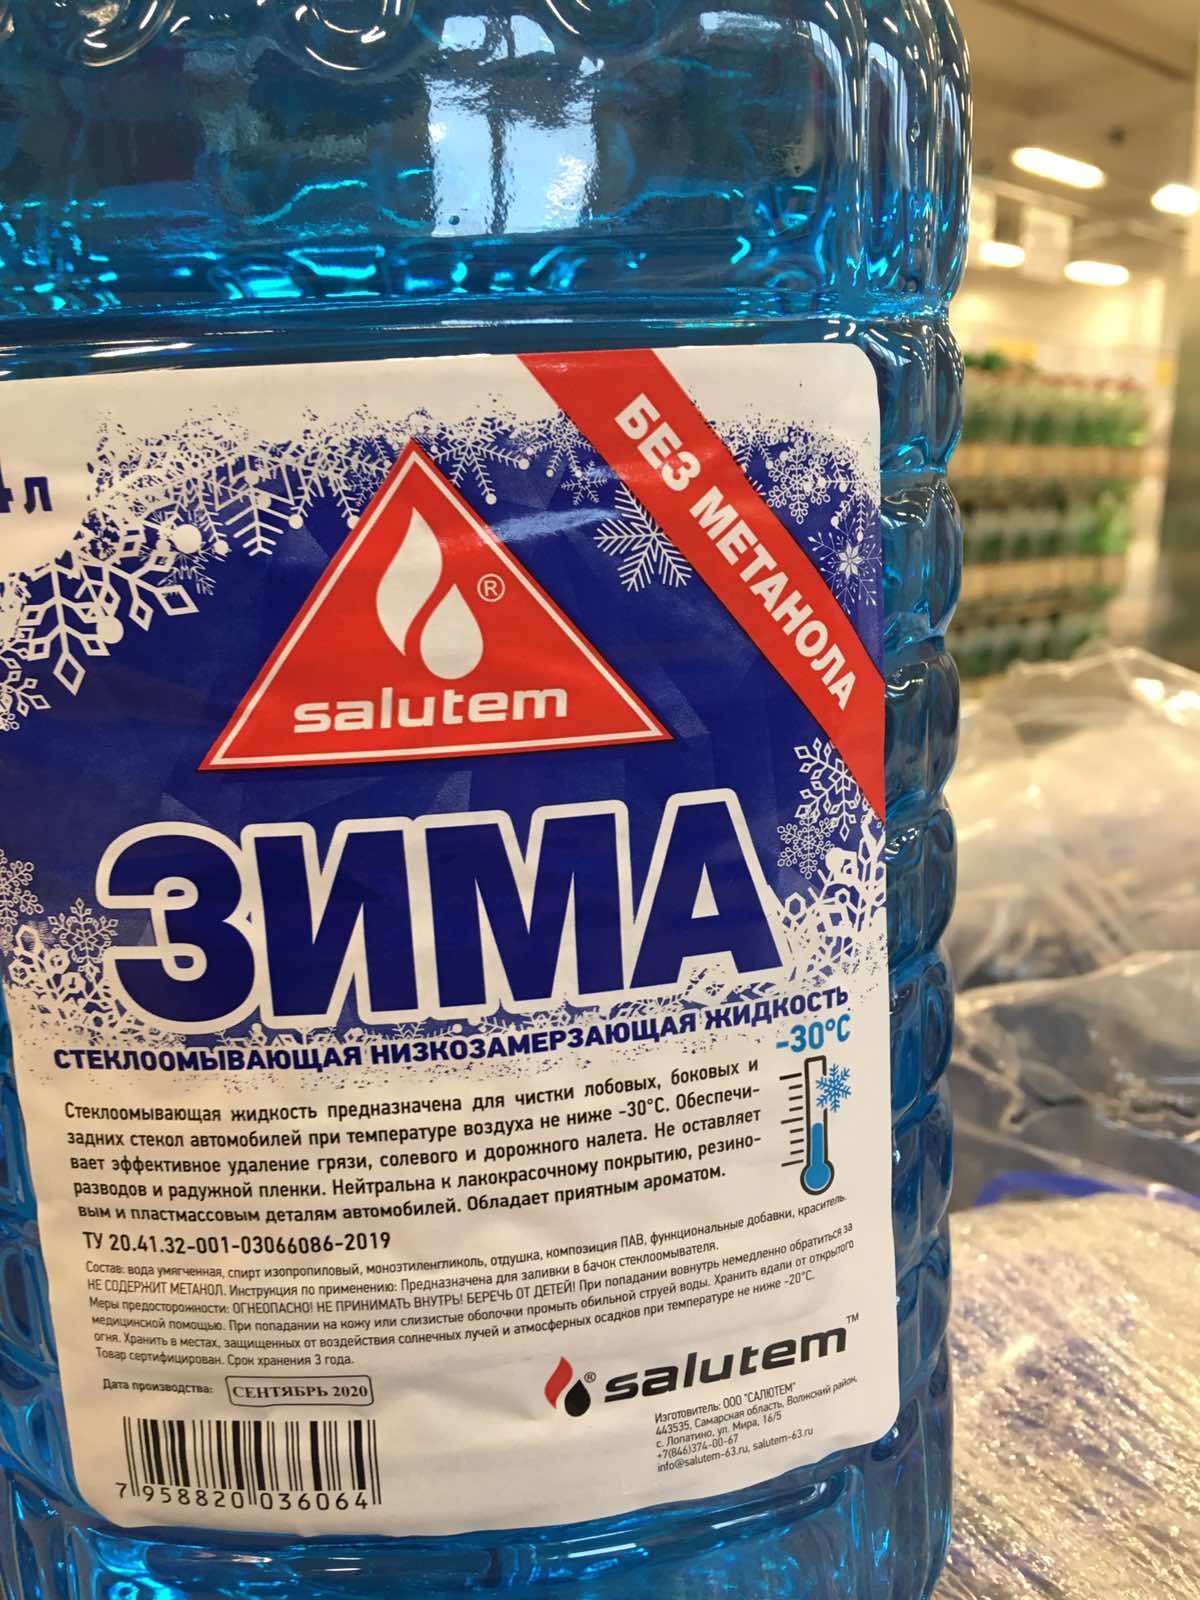 4л
БЕЗ МЕТАНОЛА
®
salutem
ЗИМА
СТЕКЛООМЫВАЮЩАЯ НИЗКОЗАМЕРЗАЮЩАЯ ЖИДКОСТЬ
-30°С
Стеклоомывающая жидкость предназначена для чистки лобовых, боковых и
задних стекол автомобилей при температуре воздуха не ниже -30°С. Обеспечи-
вает эффективное удаление грязи, солевого и дорожного налета. Не оставляет
разводов и радужной пленки. Нейтральна к лакокрасочному покрытию, резино-
вым и пластмассовым деталям автомобилей. Обладает приятным ароматом.
ТУ 20.41.32-001-03066086-2019
Состав: вода умягченная, спирт изопропиловый, моноэтиленгликоль, отдушка, композиция ПАВ, функциональные добавки, краситель.
НЕ СОДЕРЖИТ МЕТАНОЛ. Инструкция по применению: Предназначена для заливки в бачок стеклоомывателя.
Меры предосторожности: ОГНЕОПАСНО! НЕ ПРИНИМАТЬ ВНУТРЬ! БЕРЕЧЬ ОТ ДЕТЕЙ! При попадании вовнутрь немедленно обратиться за
медицинской помощью. При попадании на кожу или слизистые оболочки промыть обильной струей воды. Хранить вдали от открытого
огня. Хранить в местах, защищенных от воздействия солнечных лучей и атмосферных осадков при температуре не ниже -20°С.
Товар сертифицирован. Срок хранения 3 года.
Дата производства: СЕНТЯБРЬ 2020
® salutem™
Изготовитель: ООО "САЛЮТЕМ"
443535, Самарская область, Волжский район,
с. Лопатино, ул. Мира, 16/5
+7(846)374-00-67
info@salutem-63.ru, salutem-63.ru
7 958820 036064